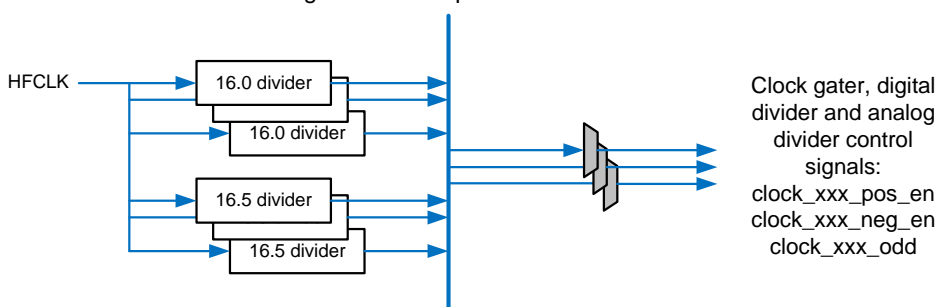 HFCLK
16.0 divider
16.0 divider
16.5 divider
16.5 divider
Clock gater, digital
divider and analog
divider control
signals:
clock_xxx_pos_en
clock_xxx_neg_en
clock_xxx_odd